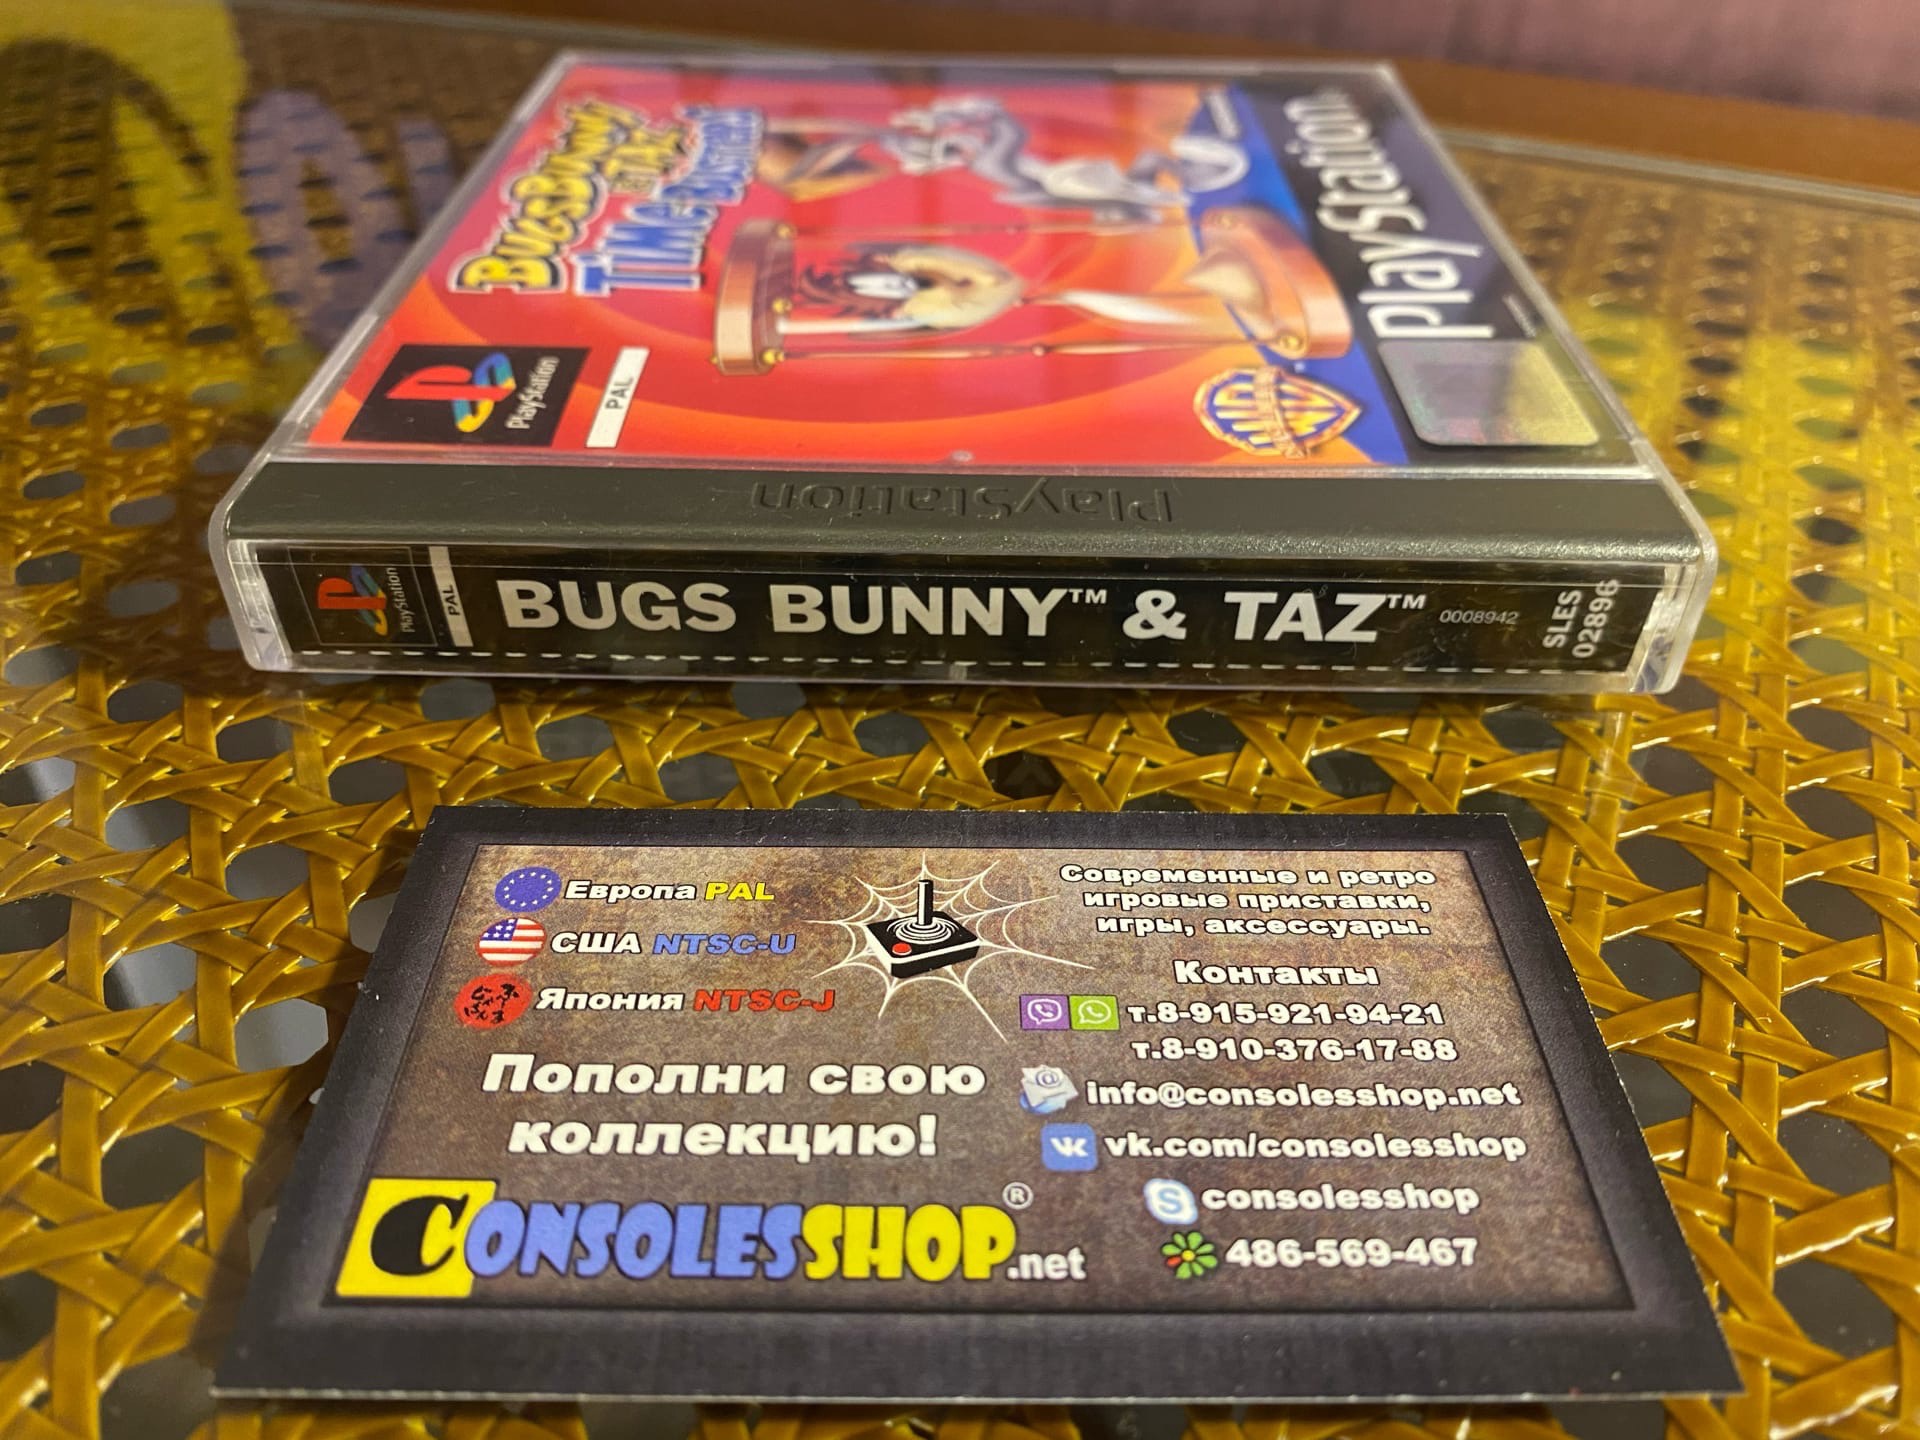 BUGS BUNNY
ET TAZ
TIME BUSTERS
PlayStation
PlayStation
PAL
PlayStation
PlayStation
PAL
BUGS BUNNY™ & TAZ™
0008942
SLES
02896
Европа PAL
США NTSC-U
Япония NTSC-J
Пополни свою
коллекцию!
CONSOLESSHOP®.net
Современные и ретро
игровые приставки,
игры, аксессуары.
Контакты
т.8-915-921-94-21
т.8-910-376-17-88
info@consolesshop.net
vk.com/consolesshop
consolesshop
486-569-467